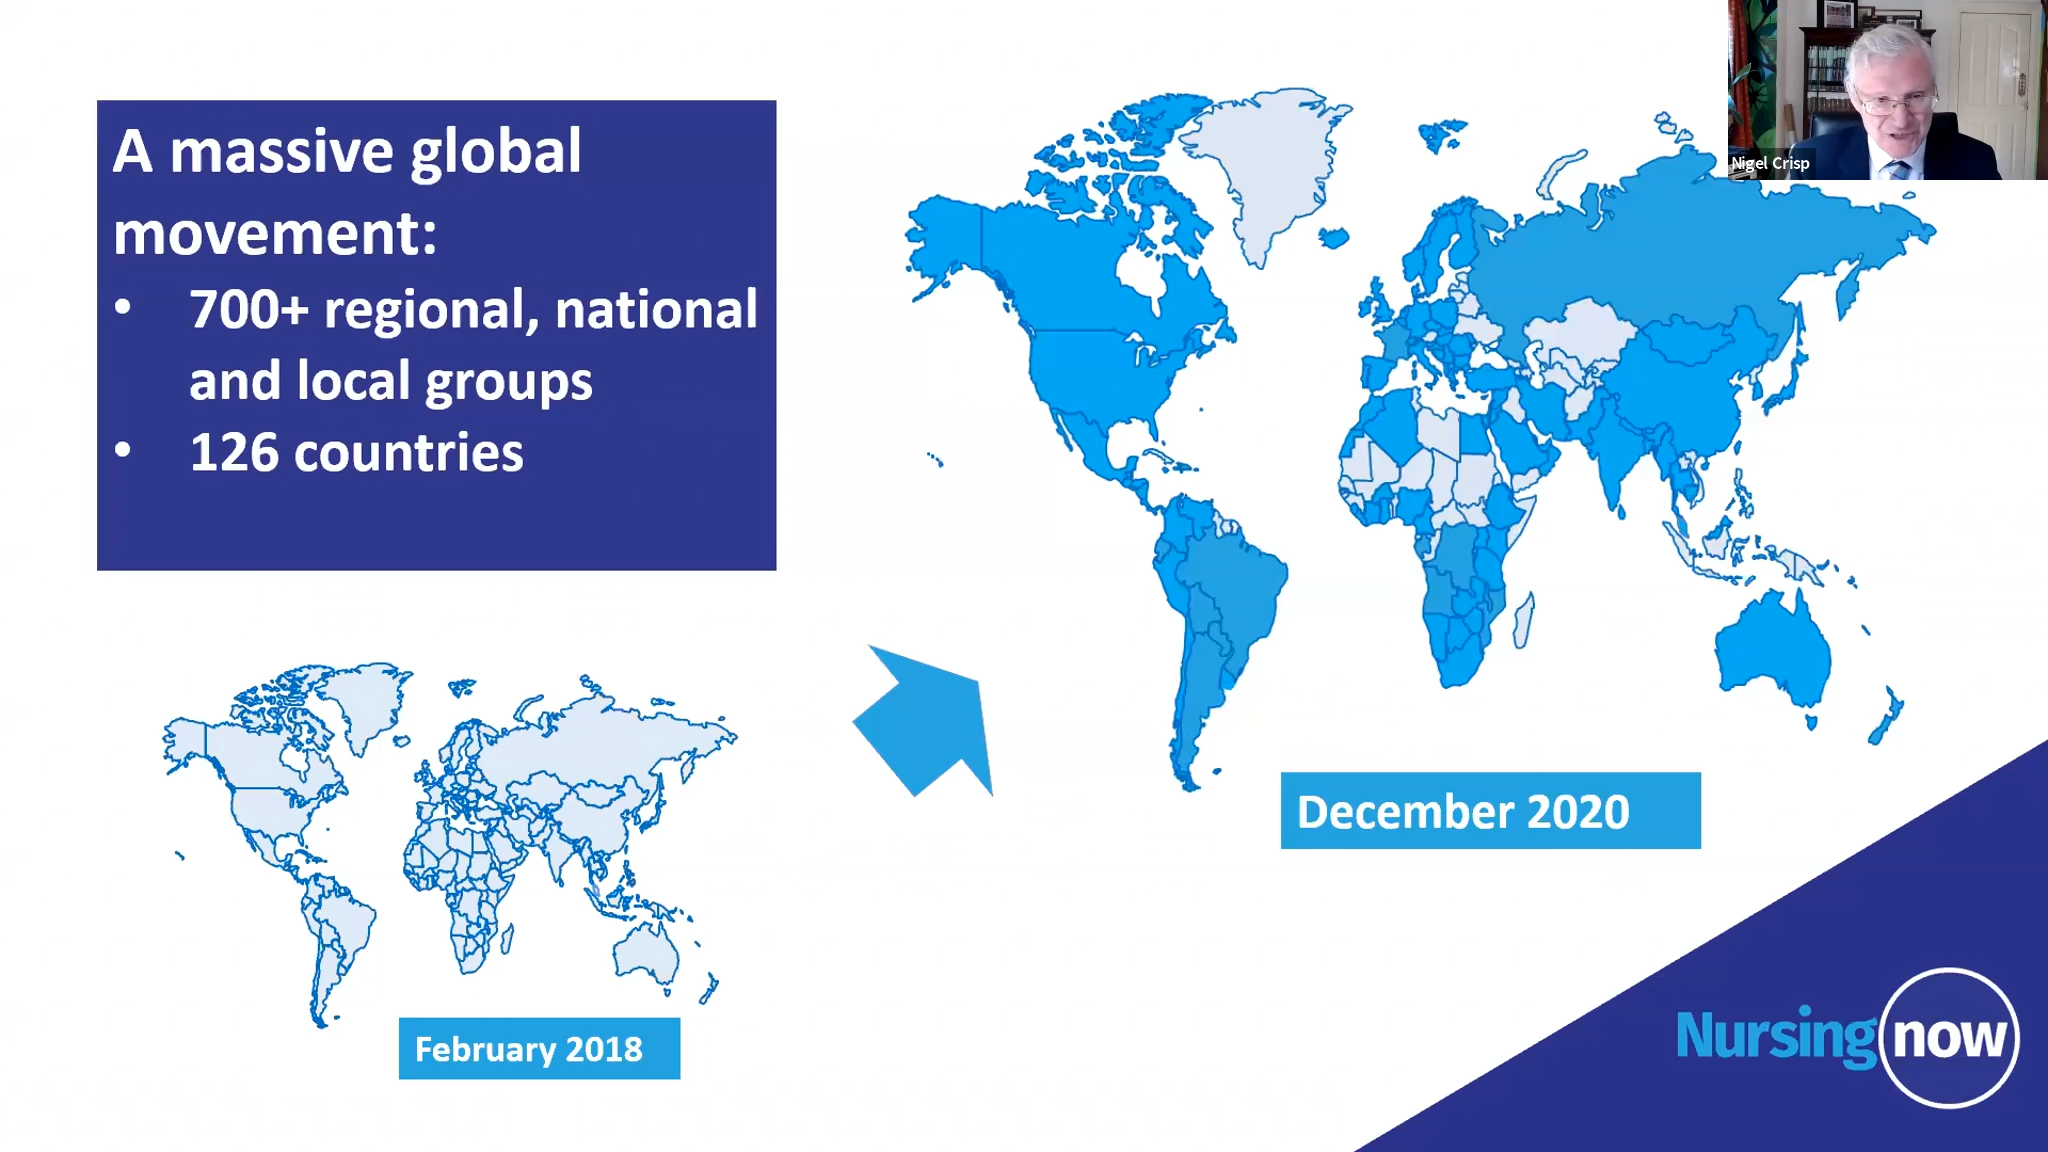 A massive global
movement:
• 700+ regional, national
and local groups
• 126 countries
Nigel Crisp
December 2020
February 2018
Nursing now